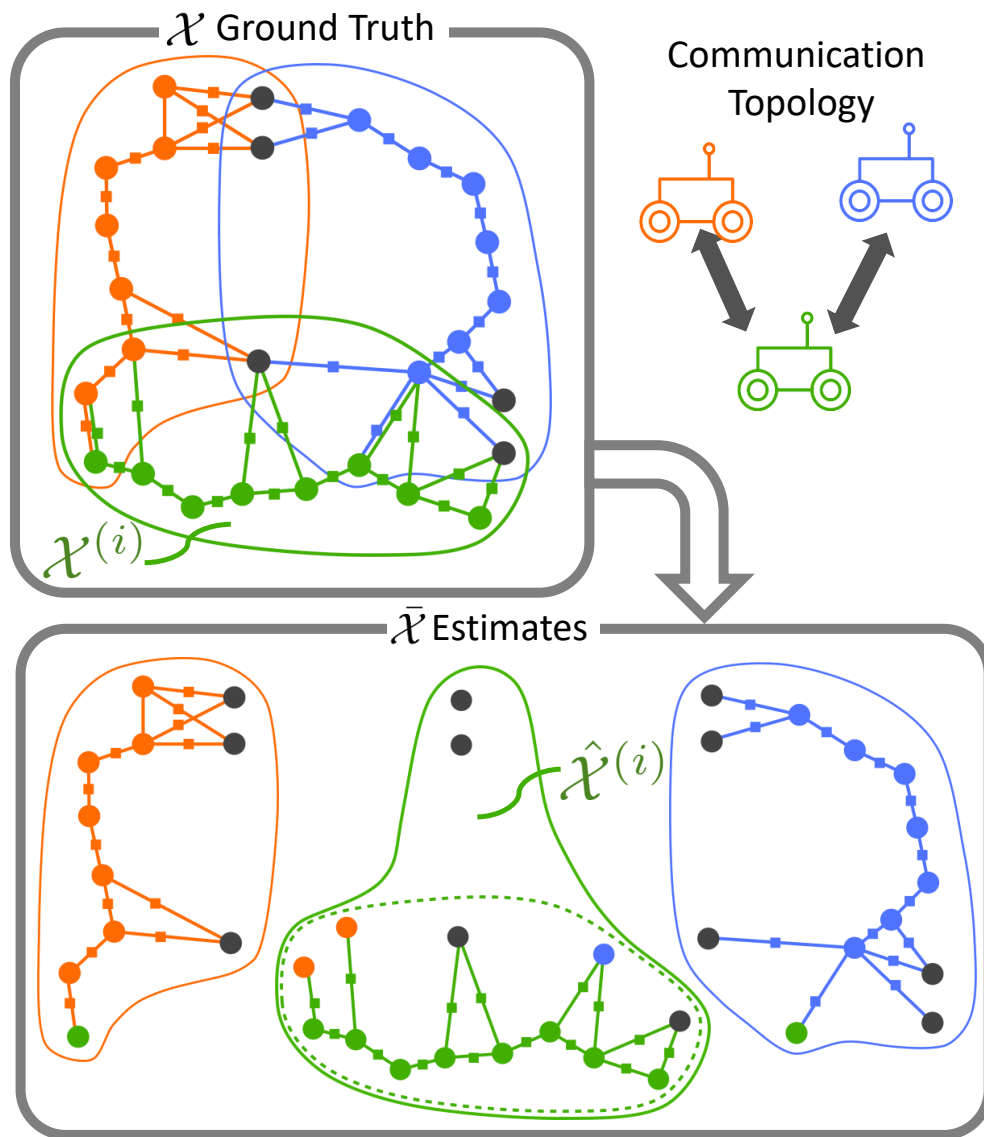 𝒳 Ground Truth
Communication
Topology
𝒳⁽ⁱ⁾
𝒳̄ Estimates
𝒳̂⁽ⁱ⁾